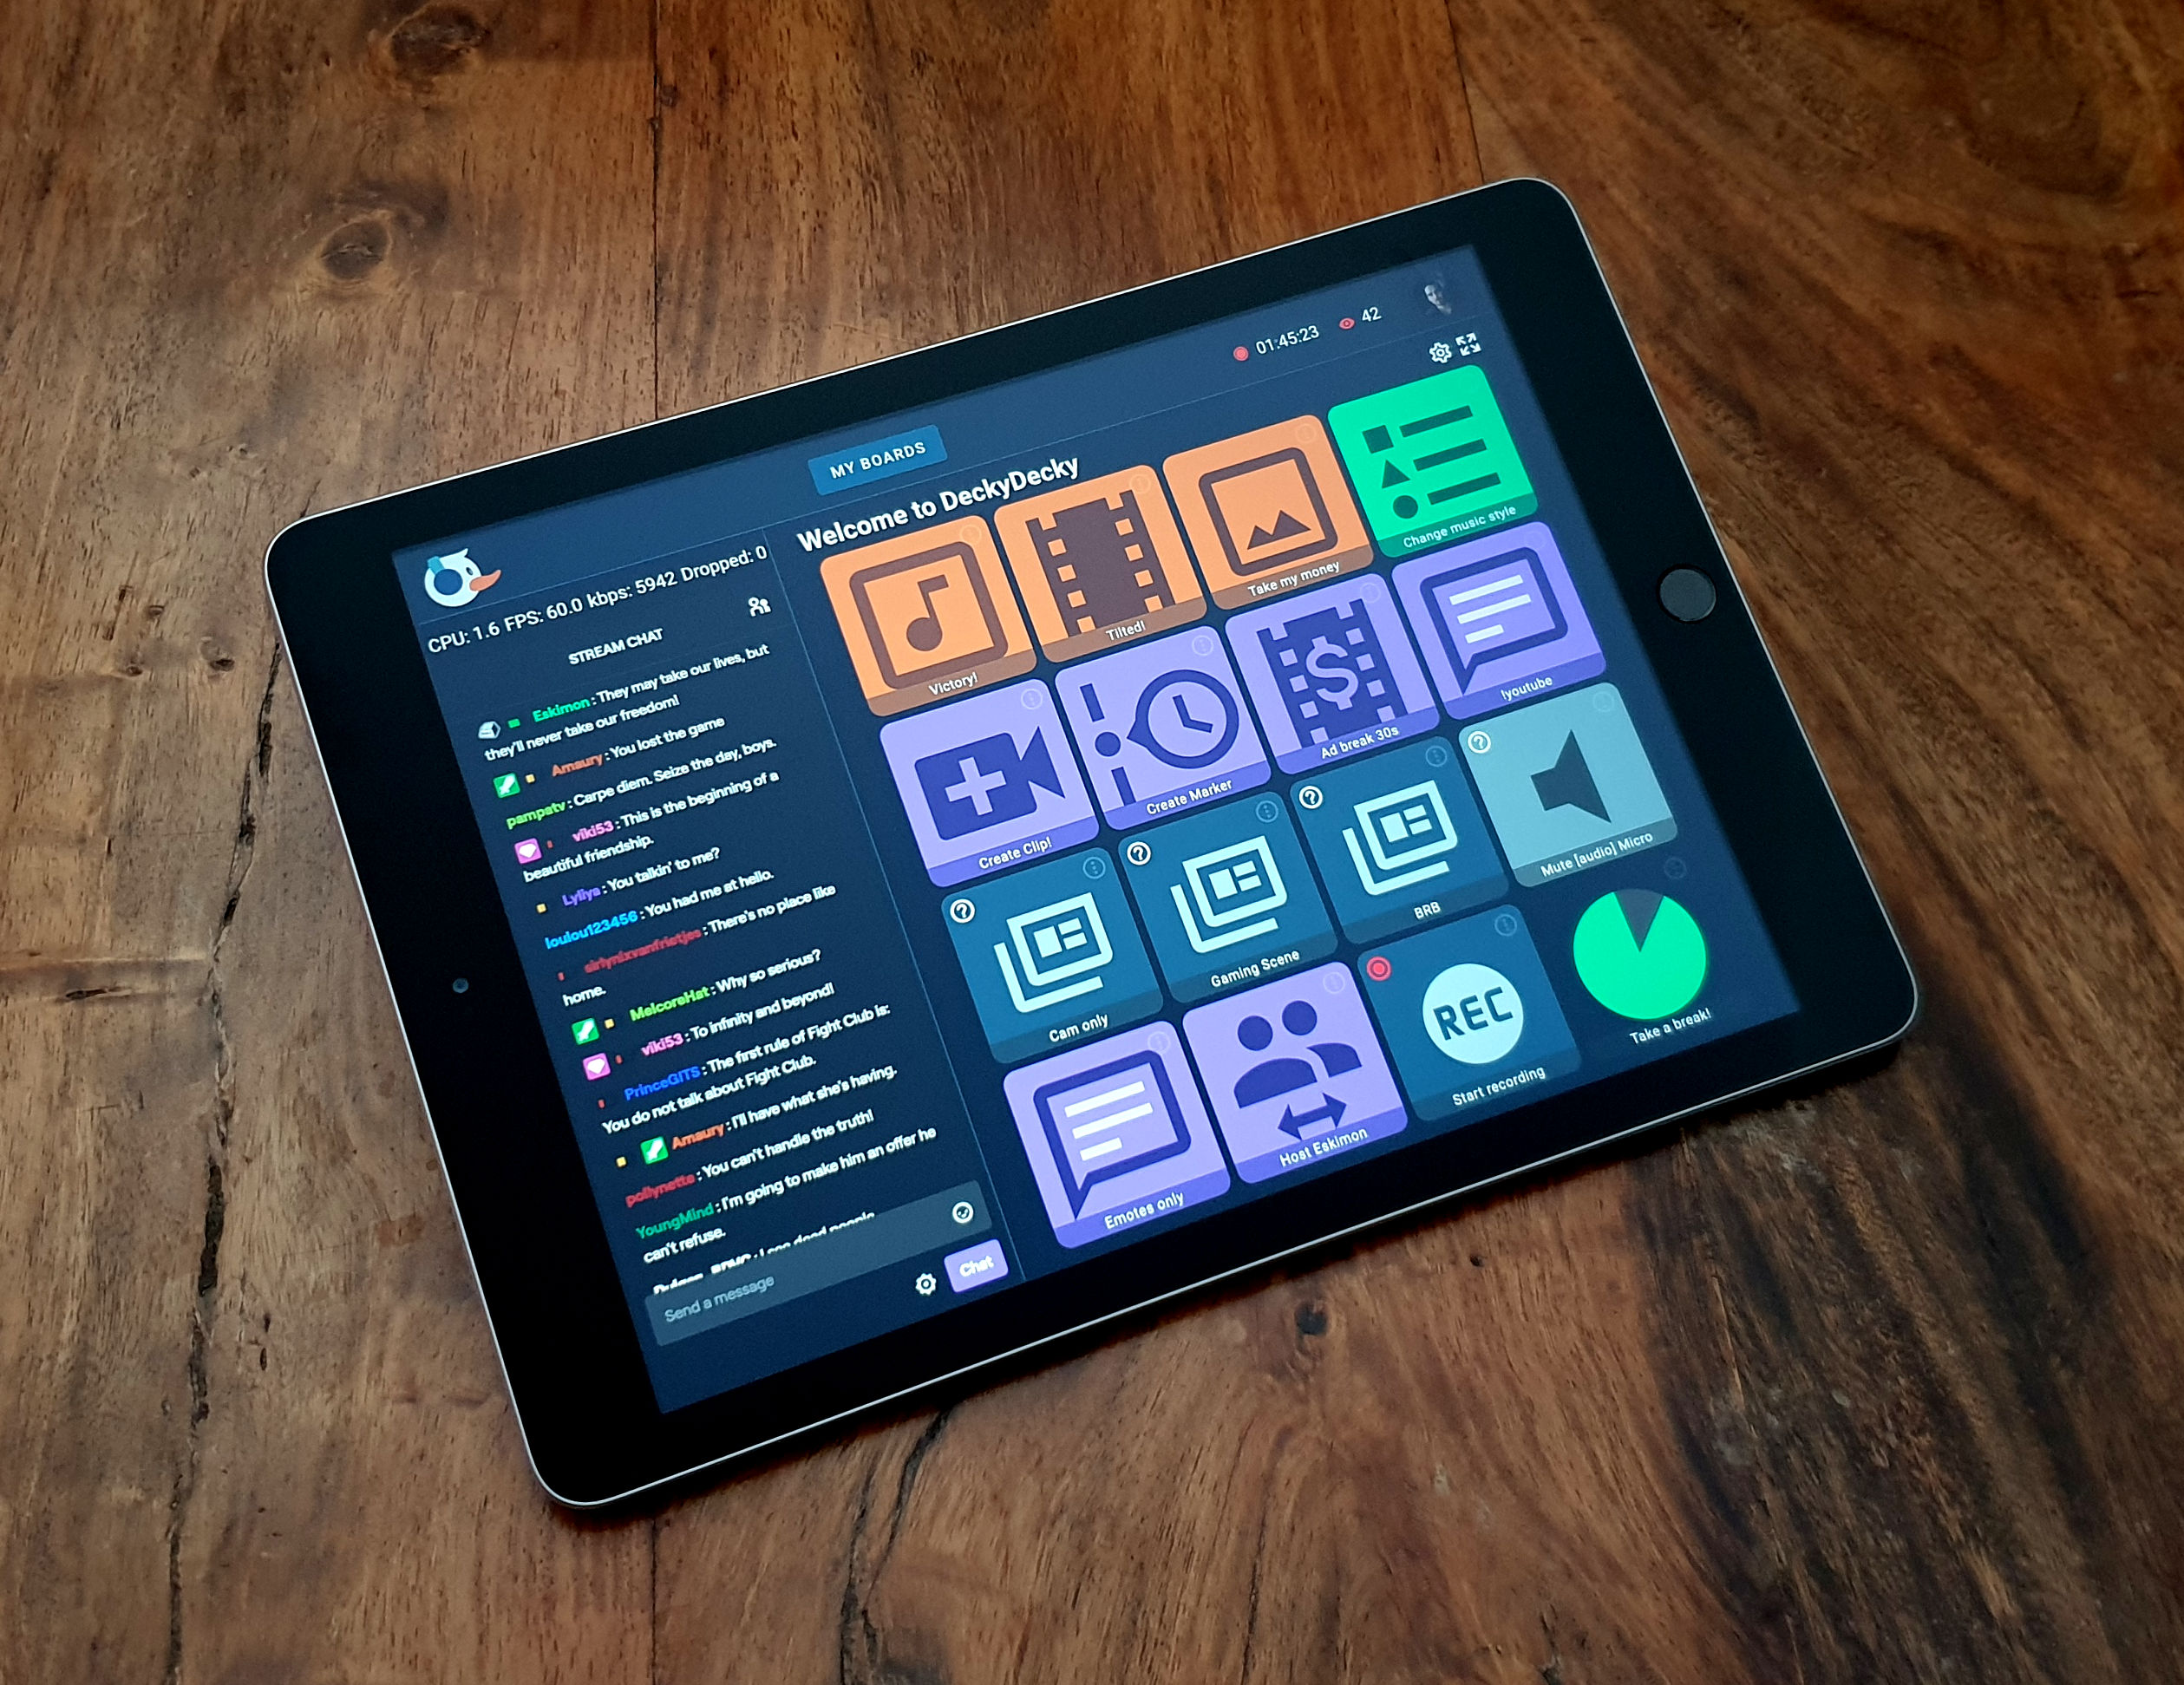 01:45:23 42
MY BOARDS
CPU: 1.6 FPS: 60.0 kbps: 5942 Dropped: 0
STREAM CHAT
Eskimon : They may take our lives, but
they'll never take our freedom!
Amaury : You lost the game
pampatv : Carpe diem. Seize the day, boys.
viki53 : This is the beginning of a
beautiful friendship.
Lyliya : You talkin' to me?
loulou123456 : You had me at hello.
sirlynixvanfrietjes : There's no place like
home.
MelcoreHat : Why so serious?
viki53 : To infinity and beyond!
PrinceGITS : The first rule of Fight Club is:
You do not talk about Fight Club.
Amaury : I'll have what she's having.
pollynette : You can't handle the truth!
YoungMind : I'm going to make him an offer he
can't refuse.
: I see dead people
Send a message
Chat
Welcome to DeckyDecky
Victory!
Tilted!
Take my money
Change music style
Create Clip!
Create Marker
$
Ad break 30s
!youtube
? Cam only
? Gaming Scene
? BRB
? Mute [audio] Micro
Emotes only
Host Eskimon
REC
Start recording
Take a break!